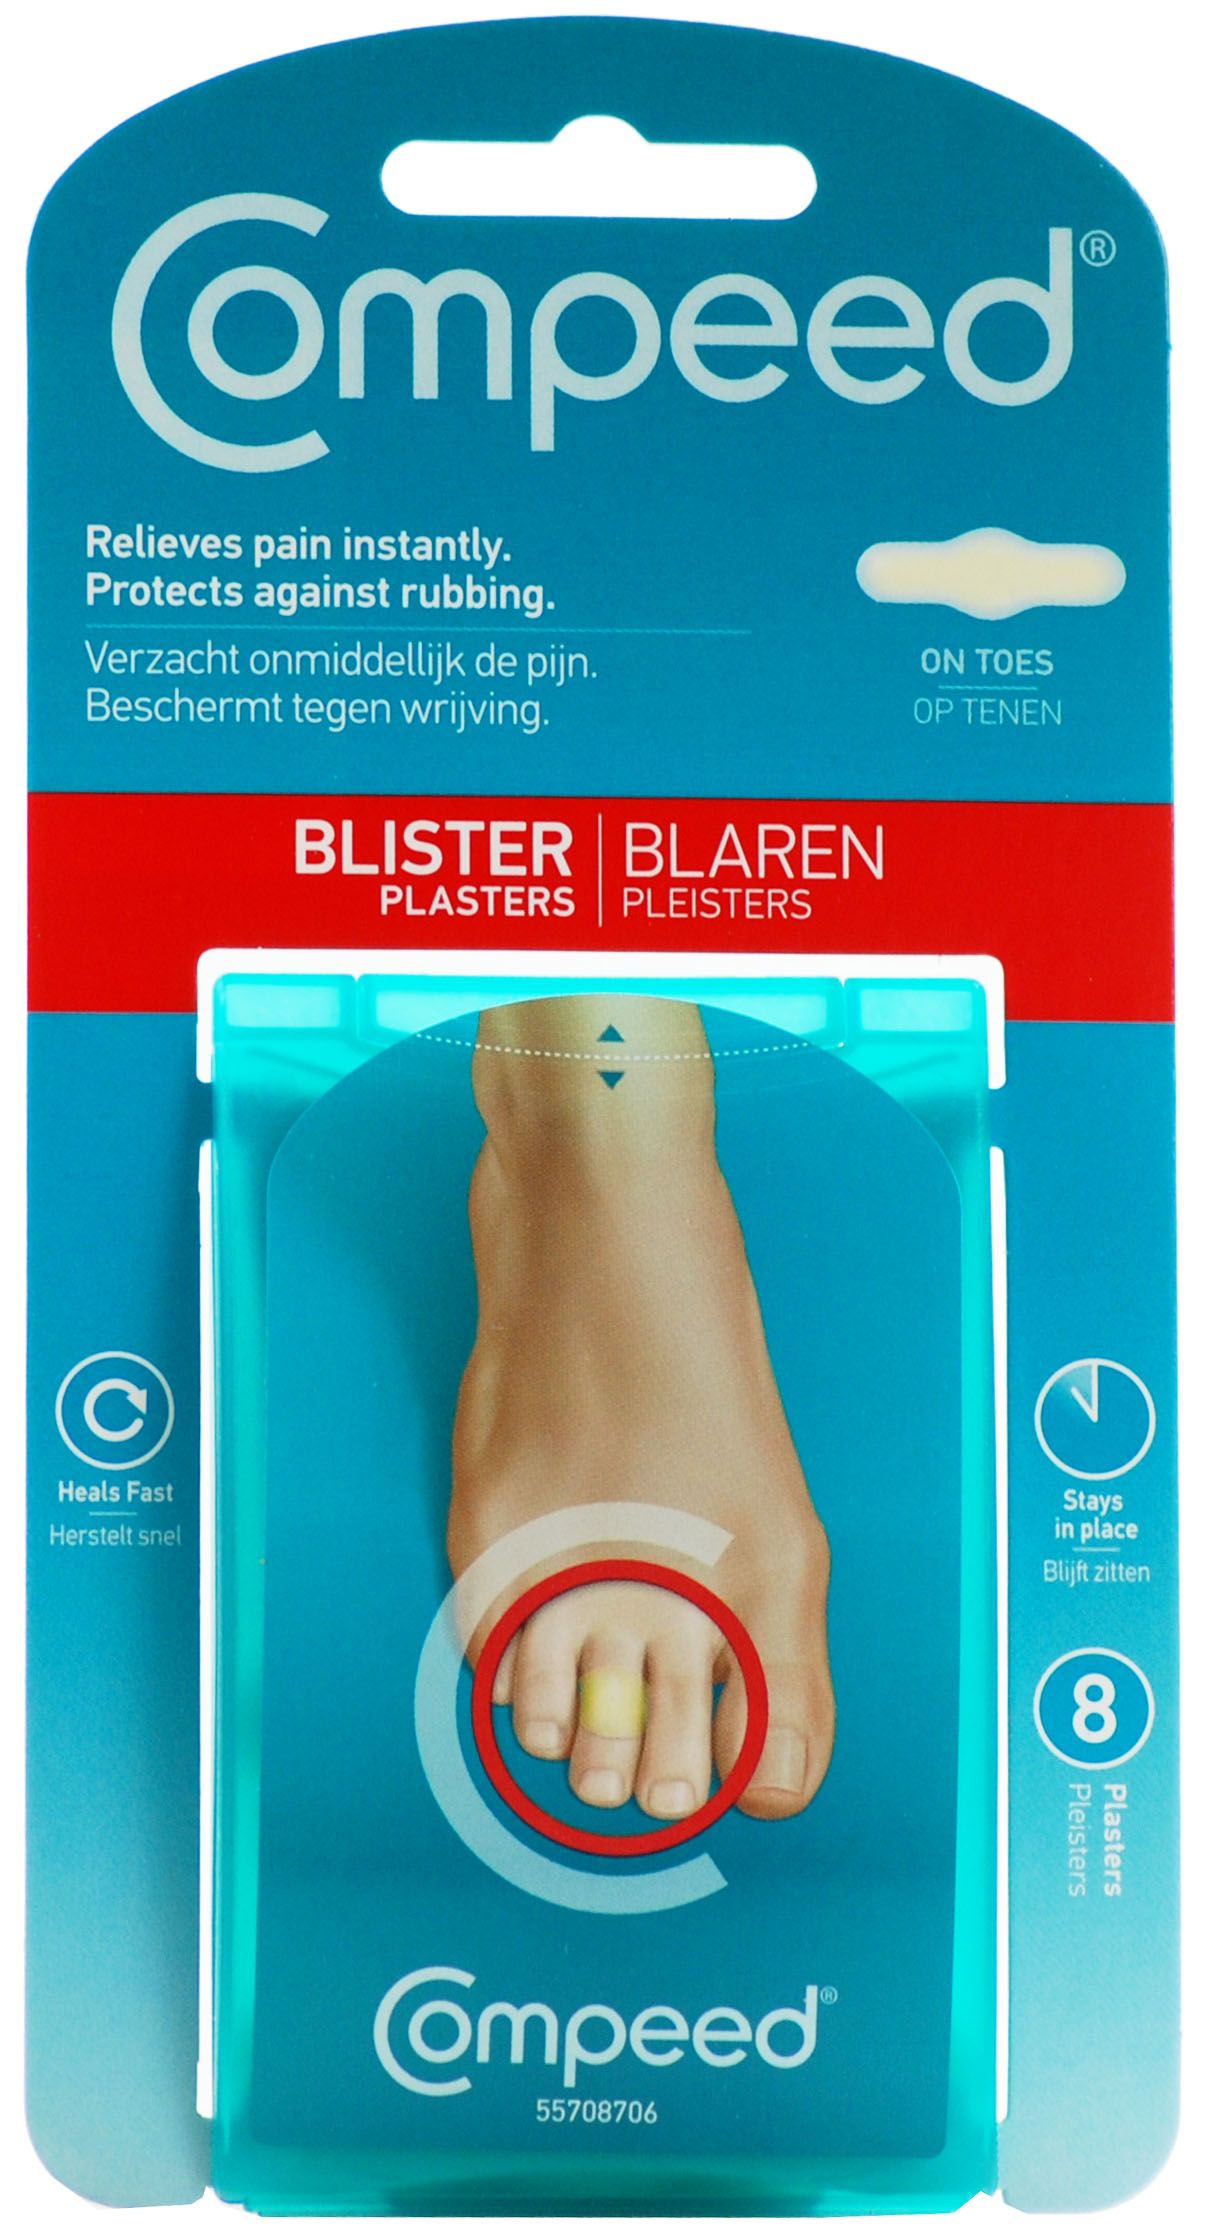 Compeed®
Relieves pain instantly.
Protects against rubbing.
Verzacht onmiddellijk de pijn.
Beschermt tegen wrijving.
ON TOES
OP TENEN
BLISTER
PLASTERS
BLAREN
PLEISTERS
Heals Fast
Herstelt snel
Stays
in place
Blijft zitten
8
Plasters
Pleisters
Compeed®
55708706